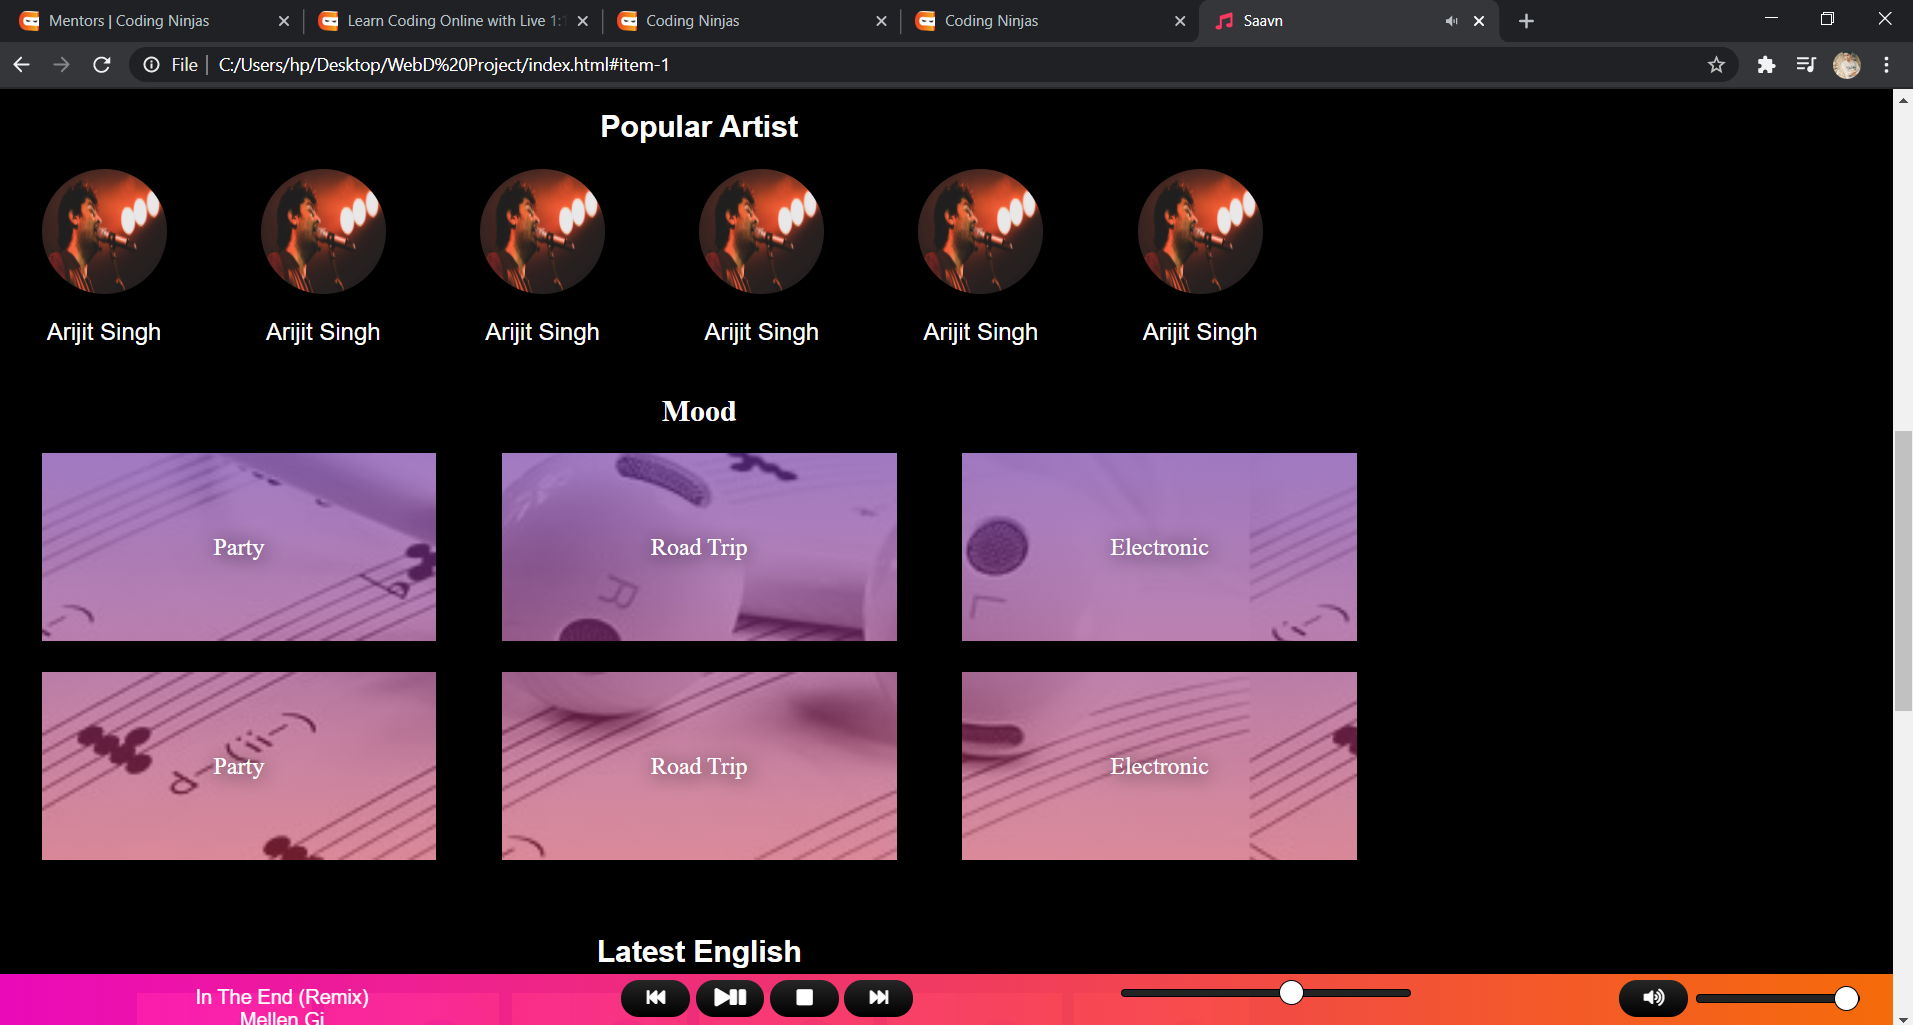 Mentors | Coding Ninjas
Learn Coding Online with Live 1:
Coding Ninjas
Coding Ninjas
Saavn
File | C:/Users/hp/Desktop/WebD%20Project/index.html#item-1
Popular Artist
Arijit Singh Arijit Singh Arijit Singh Arijit Singh Arijit Singh Arijit Singh
Mood
Party Road Trip Electronic
Party Road Trip Electronic
Latest English
In The End (Remix)
Mellen Gi